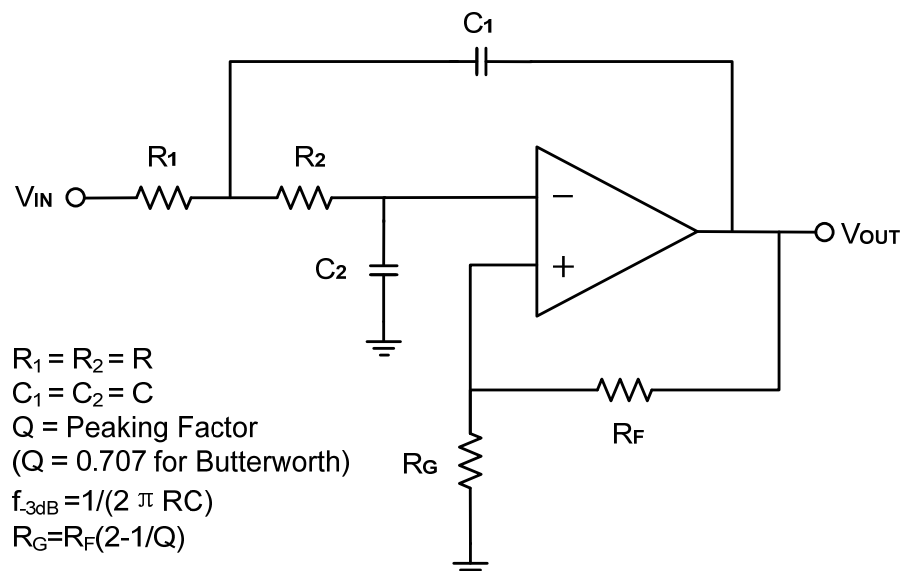 C1
R1
R2
VIN
−
VOUT
+
C2
R1 = R2 = R
C1 = C2 = C
Q = Peaking Factor
(Q = 0.707 for Butterworth)
f-3dB =1/(2 π RC)
RG=RF(2-1/Q)
RF
RG